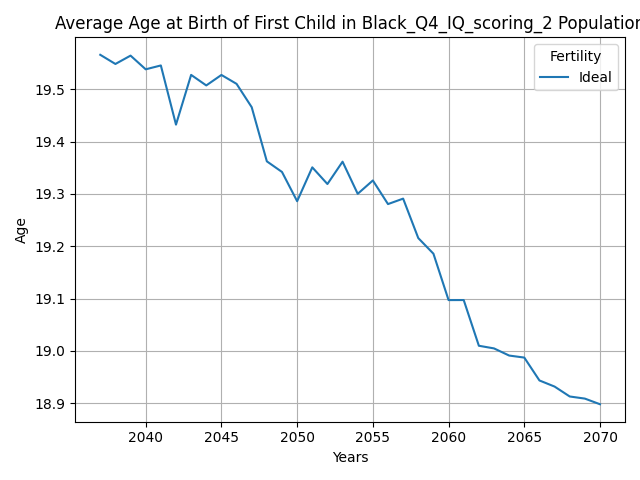 Average Age at Birth of First Child in Black_Q4_IQ_scoring_2 Population
Fertility
Ideal
19.5
19.4
19.3
19.2
19.1
19.0
18.9
Age
2040 2045 2050 2055 2060 2065 2070
Years